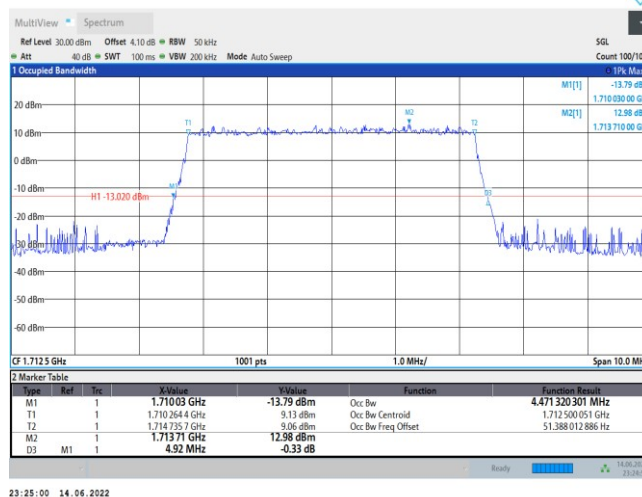 MultiView Spectrum
Ref Level 30.00 dBm Offset 4.10 dB RBW 50 kHz SGL
Att 40 dB SWT 100 ms VBW 200 kHz Mode Auto Sweep Count 100/10
1 Occupied Bandwidth 1Pk Ma
M1[1] -13.79 dB
1.710 030 00 G
M2[1] 12.98 dB
1.713 710 00 G
20 dBm
M2
T1 T2
10 dBm
0 dBm
-10 dBm
M1 D3
H1 -13.020 dBm
-20 dBm
-30 dBm
-40 dBm
-50 dBm
-60 dBm
CF 1.712 5 GHz 1001 pts 1.0 MHz/ Span 10.0 MH
2 Marker Table
Type Ref Trc X-Value Y-Value Function Function Result
M1 1 1.710 03 GHz -13.79 dBm Occ Bw 4.471 320 301 MHz
T1 1 1.710 264 4 GHz 9.13 dBm Occ Bw Centroid 1.712 500 051 GHz
T2 1 1.714 735 7 GHz 9.06 dBm Occ Bw Freq Offset 51.388 012 886 Hz
M2 1 1.713 71 GHz 12.98 dBm
D3 M1 1 4.92 MHz -0.33 dB
Ready 14.06.20
23:25:00 14.06.2022